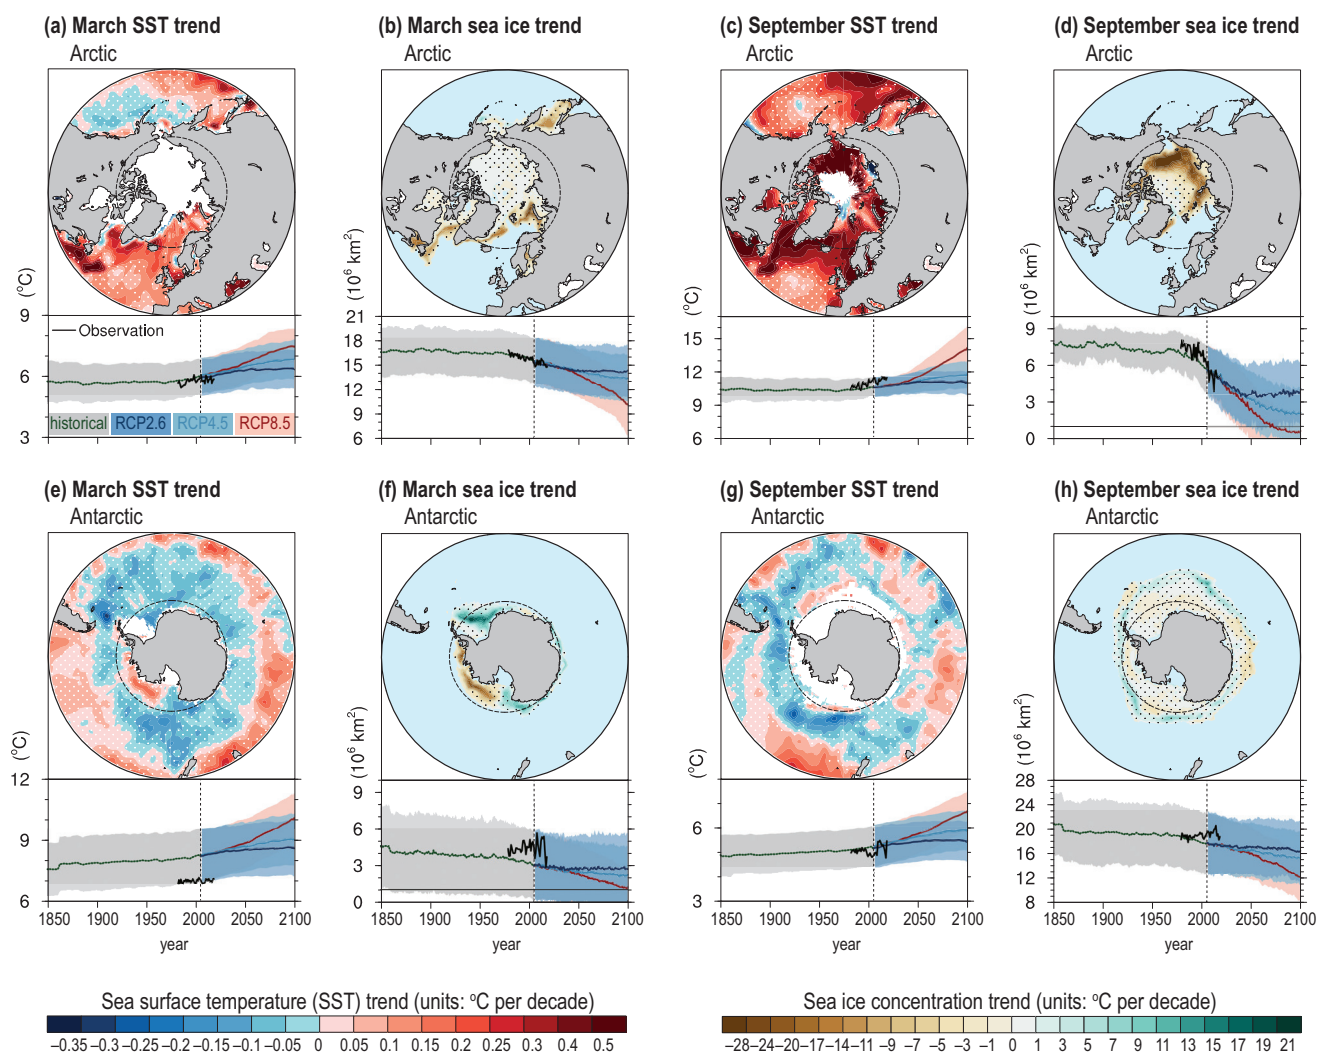 (a) March SST trend
Arctic
(b) March sea ice trend
Arctic
(c) September SST trend
Arctic
(d) September sea ice trend
Arctic
(°C)
9
6
3
Observation
historical
RCP2.6
RCP4.5
RCP8.5
(10⁶ km²)
21
18
15
12
9
6
(°C)
15
12
9
6
(10⁶ km²)
9
6
3
0
(e) March SST trend
Antarctic
(f) March sea ice trend
Antarctic
(g) September SST trend
Antarctic
(h) September sea ice trend
Antarctic
(°C)
12
9
6
1850 1900 1950 2000 2050 2100
year
(10⁶ km²)
9
6
3
0
1850 1900 1950 2000 2050 2100
year
(°C)
6
3
1850 1900 1950 2000 2050 2100
year
(10⁶ km²)
28
24
20
16
12
8
1850 1900 1950 2000 2050 2100
year
Sea surface temperature (SST) trend (units: °C per decade)
−0.35 −0.3 −0.25 −0.2 −0.15 −0.1 −0.05 0 0.05 0.1 0.15 0.2 0.25 0.3 0.4 0.5
Sea ice concentration trend (units: °C per decade)
−28 −24 −20 −17 −14 −11 −9 −7 −5 −3 −1 0 1 3 5 7 9 11 13 15 17 19 21